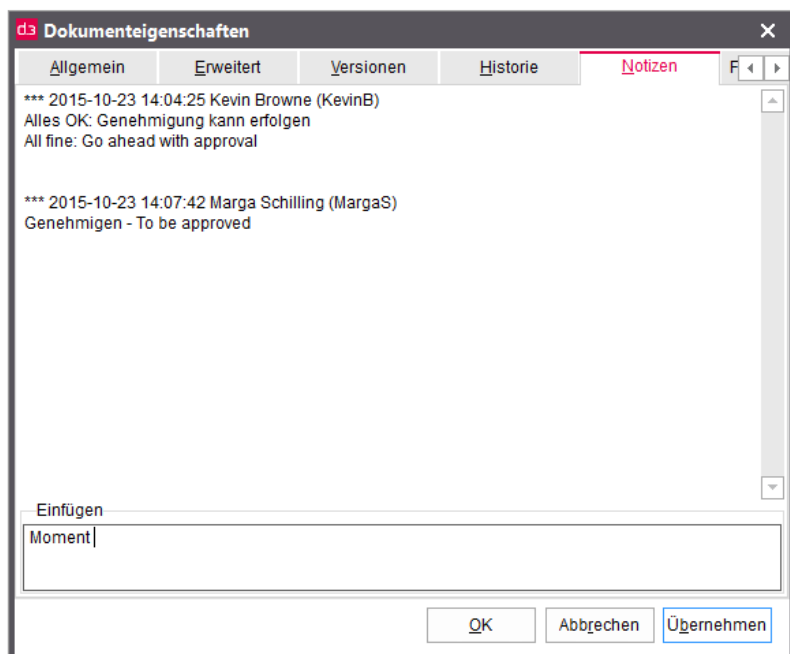 d3 Dokumenteigenschaften
Allgemein Erweitert Versionen Historie Notizen F
*** 2015-10-23 14:04:25 Kevin Browne (KevinB)
Alles OK: Genehmigung kann erfolgen
All fine: Go ahead with approval
*** 2015-10-23 14:07:42 Marga Schilling (MargaS)
Genehmigen - To be approved
Einfügen
Moment
OK Abbrechen Übernehmen